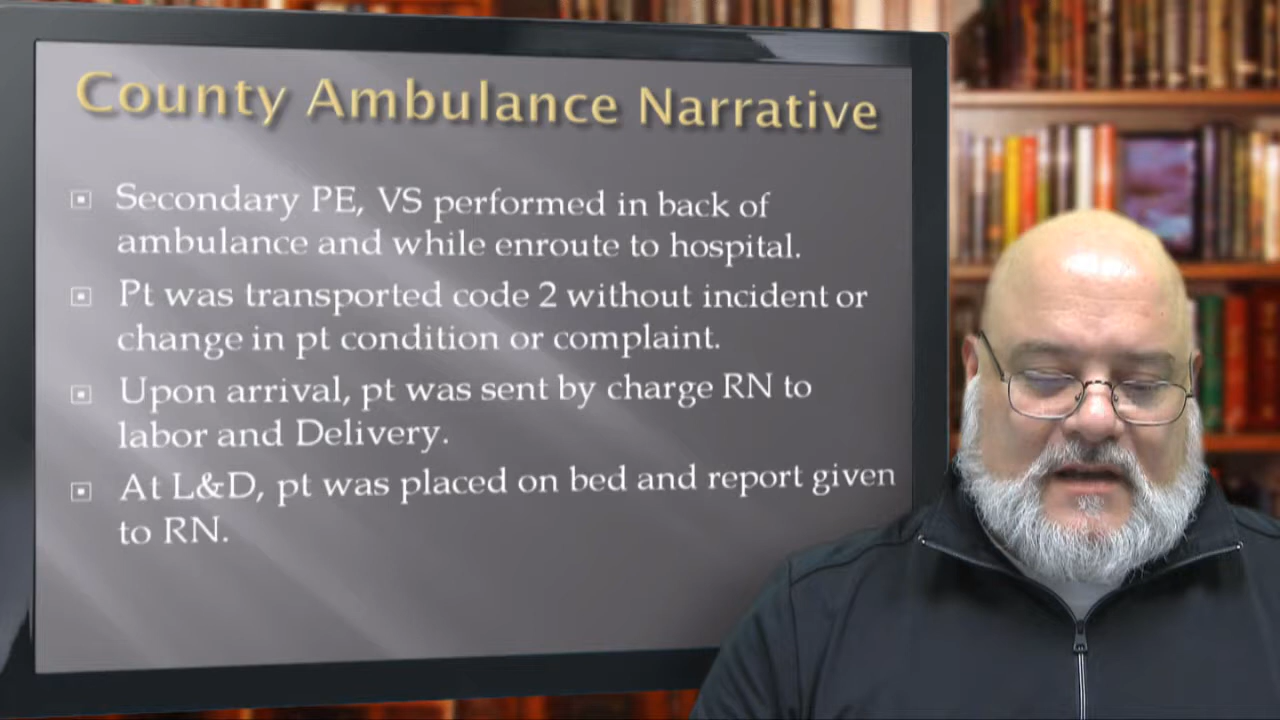 County Ambulance Narrative
Secondary PE, VS performed in back of
ambulance and while enroute to hospital.
Pt was transported code 2 without incident or
change in pt condition or complaint.
Upon arrival, pt was sent by charge RN to
labor and Delivery.
At L&D, pt was placed on bed and report given
to RN.